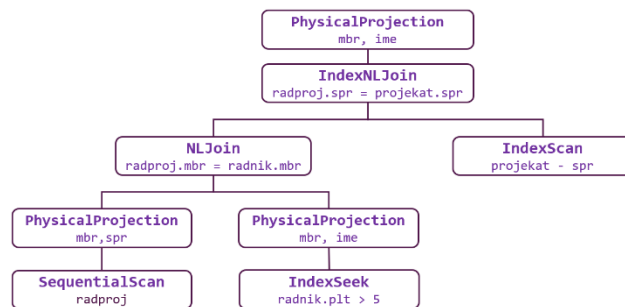 PhysicalProjection
mbr, ime
IndexNLJoin
radproj.spr = projekat.spr
NLJoin
radproj.mbr = radnik.mbr
IndexScan
projekat - spr
PhysicalProjection
mbr,spr
PhysicalProjection
mbr, ime
SequentialScan
radproj
IndexSeek
radnik.plt > 5